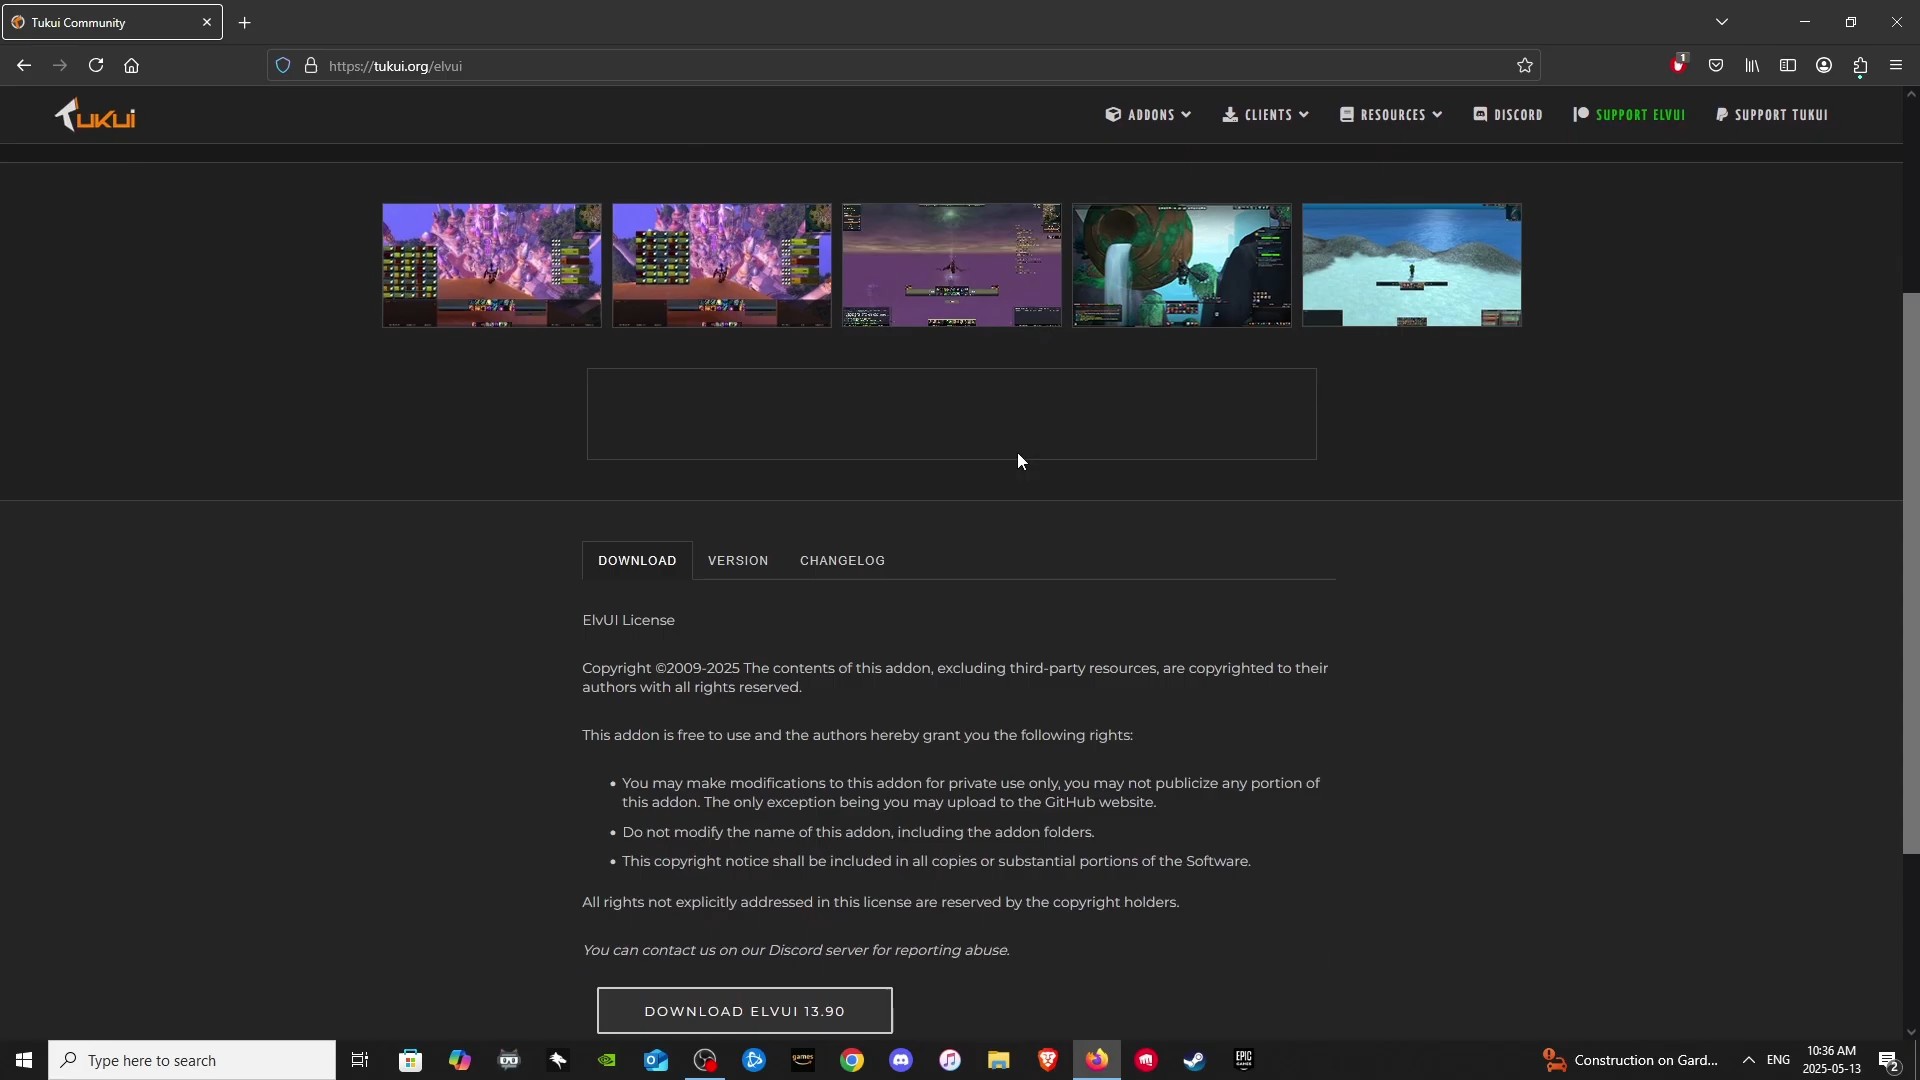 Tukui Community
https://tukui.org/elvui
1
TUKUI
ADDONS
CLIENTS
RESOURCES
DISCORD
SUPPORT ELVUI
SUPPORT TUKUI
DOWNLOAD
VERSION
CHANGELOG
ElvUI License
Copyright ©2009-2025 The contents of this addon, excluding third-party resources, are copyrighted to their
authors with all rights reserved.
This addon is free to use and the authors hereby grant you the following rights:
• You may make modifications to this addon for private use only, you may not publicize any portion of
this addon. The only exception being you may upload to the GitHub website.
• Do not modify the name of this addon, including the addon folders.
• This copyright notice shall be included in all copies or substantial portions of the Software.
All rights not explicitly addressed in this license are reserved by the copyright holders.
You can contact us on our Discord server for reporting abuse.
DOWNLOAD ELVUI 13.90
Type here to search
games
EPIC
GAMES
Construction on Gard...
ENG
10:36 AM
2025-05-13
2